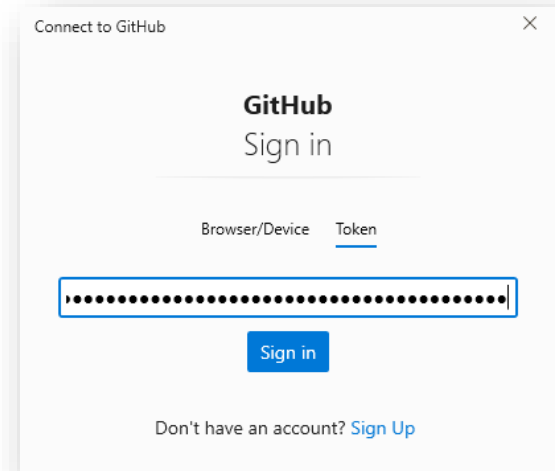 Connect to GitHub
GitHub
Sign in
Browser/Device Token
Sign in
Don't have an account? Sign Up